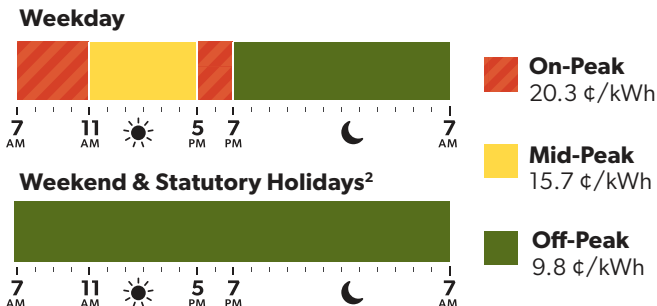 Weekday
7 AM 11 AM 5 PM 7 PM 7 AM
Weekend & Statutory Holidays²
7 AM 11 AM 5 PM 7 PM 7 AM
On-Peak
20.3 ¢/kWh
Mid-Peak
15.7 ¢/kWh
Off-Peak
9.8 ¢/kWh